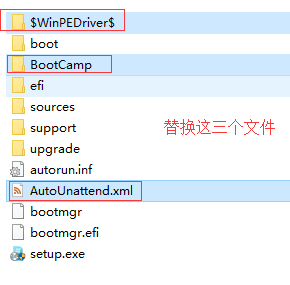 $WinPEDriver$
boot
BootCamp
efi
sources
support
替换这三个文件
upgrade
autorun.inf
AutoUnattend.xml
bootmgr
bootmgr.efi
setup.exe